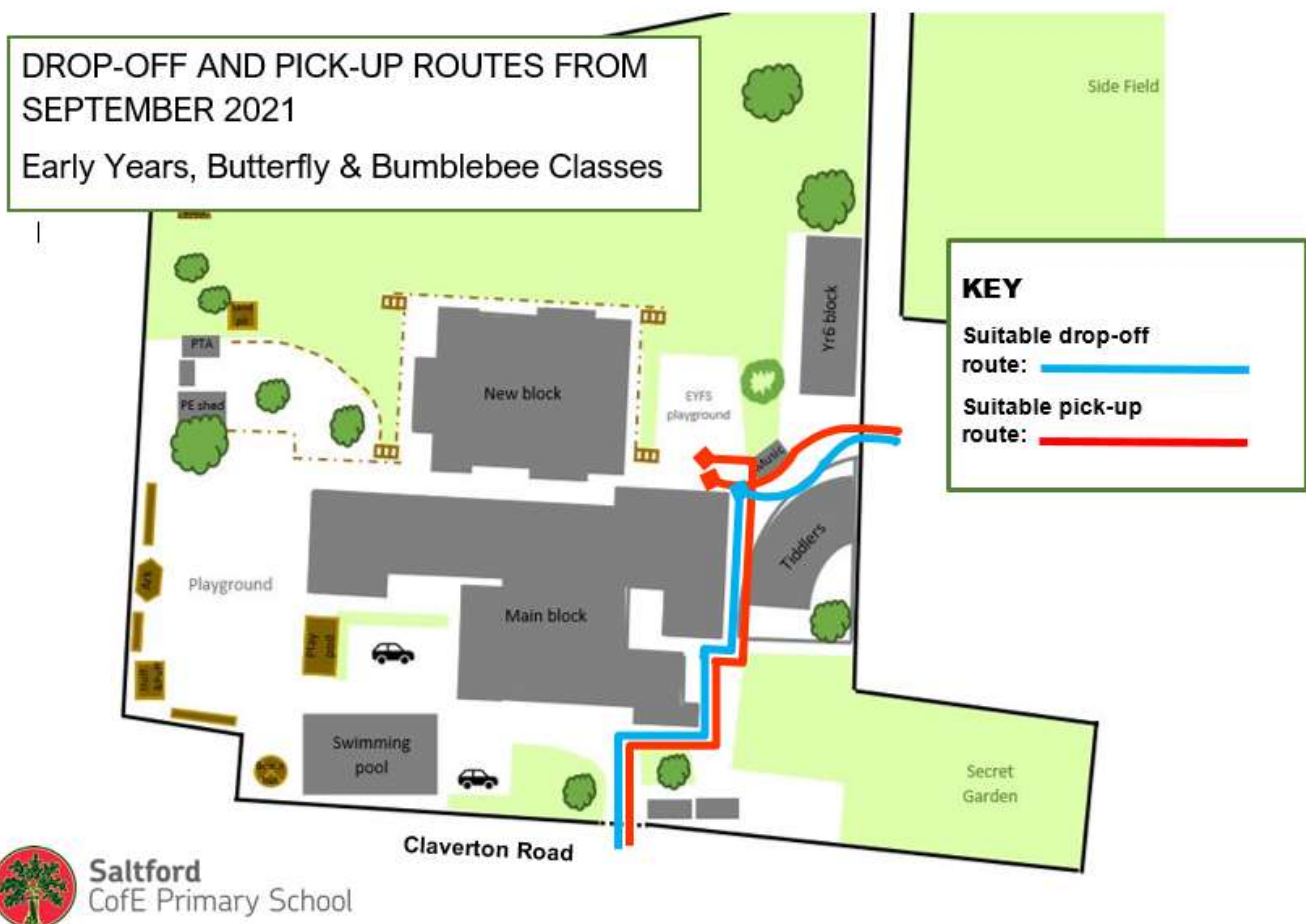 DROP-OFF AND PICK-UP ROUTES FROM
SEPTEMBER 2021
Early Years, Butterfly & Bumblebee Classes
Side Field
KEY
Suitable drop-off
route:
Suitable pick-up
route:
Yr6 block
PTA
PE shed
New block
EYFS
playground
Music
Tiddlers
Playground
Main block
Play
pod
Swimming
pool
Secret
Garden
Claverton Road
Saltford
CofE Primary School